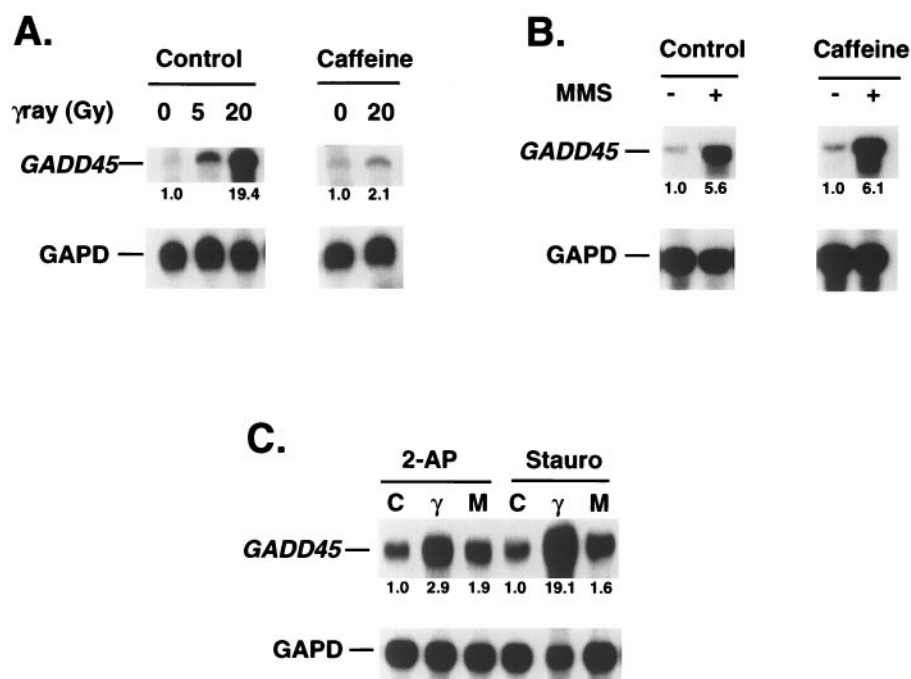 A.
Control Caffeine
γray (Gy) 0 5 20 0 20
GADD45
1.0 19.4 1.0 2.1
GAPD
B.
Control Caffeine
MMS - + - +
GADD45
1.0 5.6 1.0 6.1
GAPD
C.
2-AP Stauro
C γ M C γ M
GADD45
1.0 2.9 1.9 1.0 19.1 1.6
GAPD